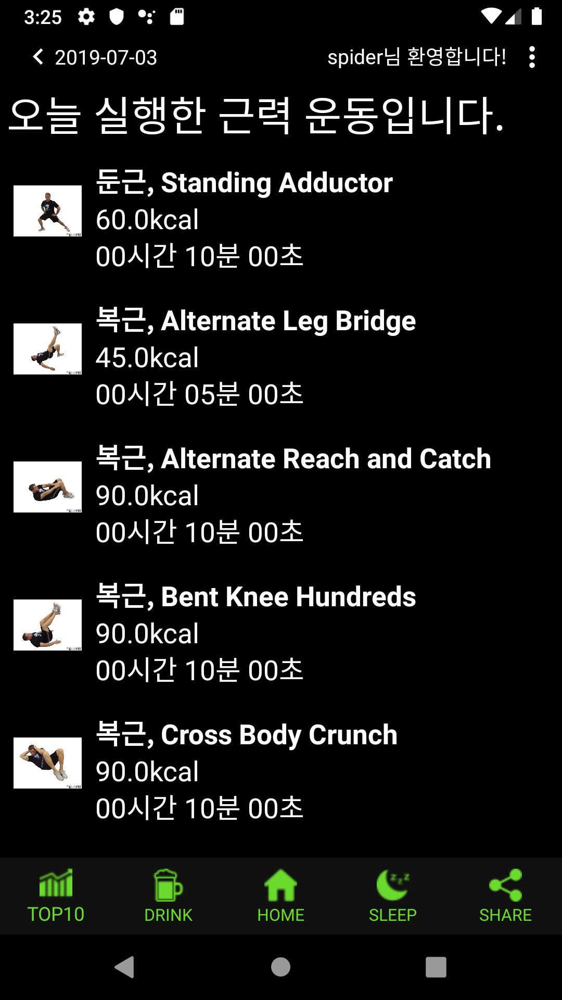 3:25
2019-07-03
spider님 환영합니다!
오늘 실행한 근력 운동입니다.
둔근, Standing Adductor
60.0kcal
00시간 10분 00초
복근, Alternate Leg Bridge
45.0kcal
00시간 05분 00초
복근, Alternate Reach and Catch
90.0kcal
00시간 10분 00초
복근, Bent Knee Hundreds
90.0kcal
00시간 10분 00초
복근, Cross Body Crunch
90.0kcal
00시간 10분 00초
TOP10
DRINK
HOME
SLEEP
SHARE